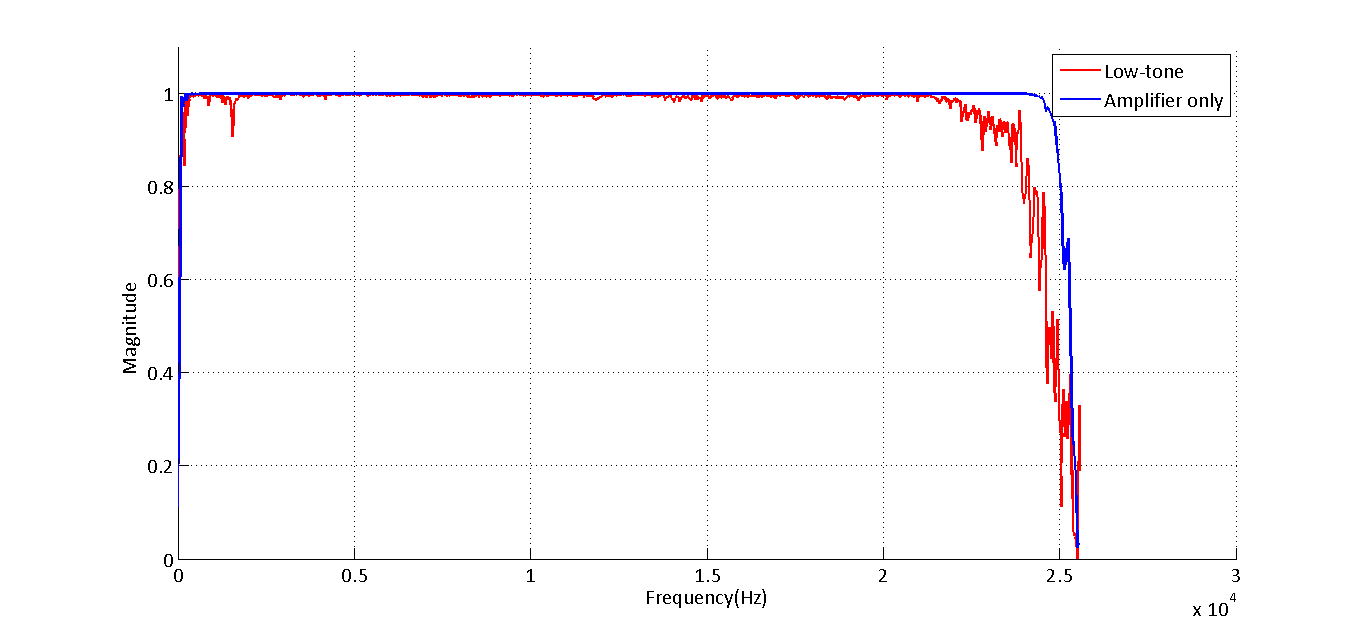 Low-tone
Amplifier only
1
0.8
0.6
0.4
0.2
0
Magnitude
0 0.5 1 1.5 2 2.5 3
Frequency(Hz)
x 10^4